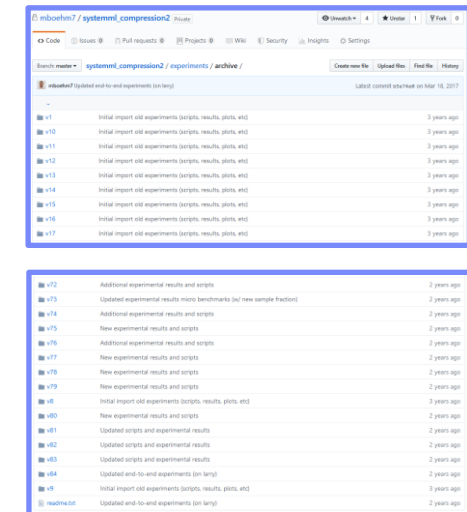 mboehm7 / systemml_compression2 Private
Unwatch 4 Unstar 1 Fork 0
Code Issues 0 Pull requests 0 Projects 0 Wiki Security Insights Settings
Branch: master systemml_compression2 / experiments / archive / Create new file Upload files Find file History
mboehm7 Updated end-to-end experiments (on larry) Latest commit on Mar 16, 2017
..
v1 Initial import old experiments (scripts, results, plots, etc) 3 years ago
v10 Initial import old experiments (scripts, results, plots, etc) 3 years ago
v11 Initial import old experiments (scripts, results, plots, etc) 3 years ago
v12 Initial import old experiments (scripts, results, plots, etc) 3 years ago
v13 Initial import old experiments (scripts, results, plots, etc) 3 years ago
v14 Initial import old experiments (scripts, results, plots, etc) 3 years ago
v15 Initial import old experiments (scripts, results, plots, etc) 3 years ago
v16 Initial import old experiments (scripts, results, plots, etc) 3 years ago
v17 Initial import old experiments (scripts, results, plots, etc) 3 years ago
v72 Additional experimental results and scripts 2 years ago
v73 Updated experimental results micro benchmarks (w/ new sample fraction) 2 years ago
v74 Additional experimental results and scripts 2 years ago
v75 New experimental results and scripts 2 years ago
v76 Additional experimental results and scripts 2 years ago
v77 New experimental results and scripts 2 years ago
v78 New experimental results and scripts 2 years ago
v79 New experimental results and scripts 2 years ago
v8 Initial import old experiments (scripts, results, plots, etc) 3 years ago
v80 New experimental results and scripts 2 years ago
v81 Updated scripts and experimental results 2 years ago
v82 Updated scripts and experimental results 2 years ago
v83 Updated scripts and experimental results 2 years ago
v84 Updated end-to-end experiments (on larry) 2 years ago
v9 Initial import old experiments (scripts, results, plots, etc) 3 years ago
readme.txt Updated end-to-end experiments (on larry) 2 years ago